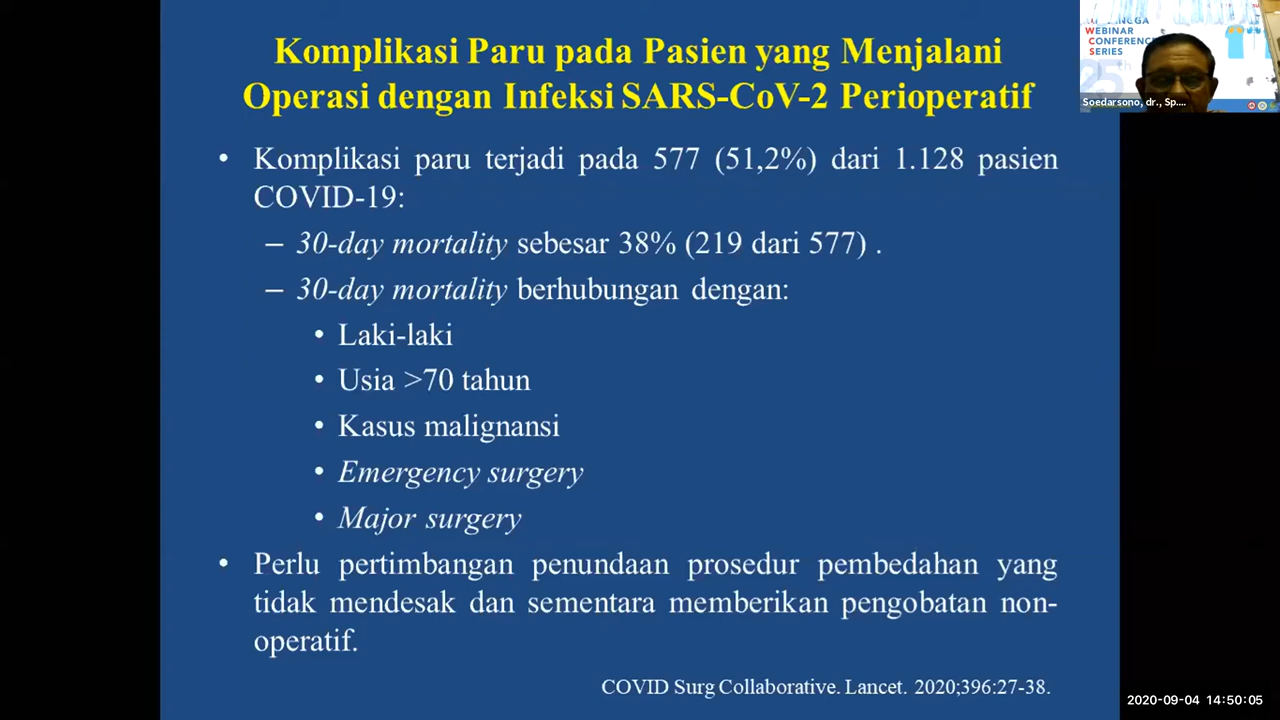 Komplikasi Paru pada Pasien yang Menjalani
Operasi dengan Infeksi SARS-CoV-2 Perioperatif
• Komplikasi paru terjadi pada 577 (51,2%) dari 1.128 pasien
COVID-19:
– 30-day mortality sebesar 38% (219 dari 577) .
– 30-day mortality berhubungan dengan:
• Laki-laki
• Usia >70 tahun
• Kasus malignansi
• Emergency surgery
• Major surgery
• Perlu pertimbangan penundaan prosedur pembedahan yang
tidak mendesak dan sementara memberikan pengobatan non-
operatif.
COVID Surg Collaborative. Lancet. 2020;396:27-38.
WEBINAR
CONFERENCE
SERIES
25th
Soedarsono, dr., Sp....
2020-09-04 14:50:05